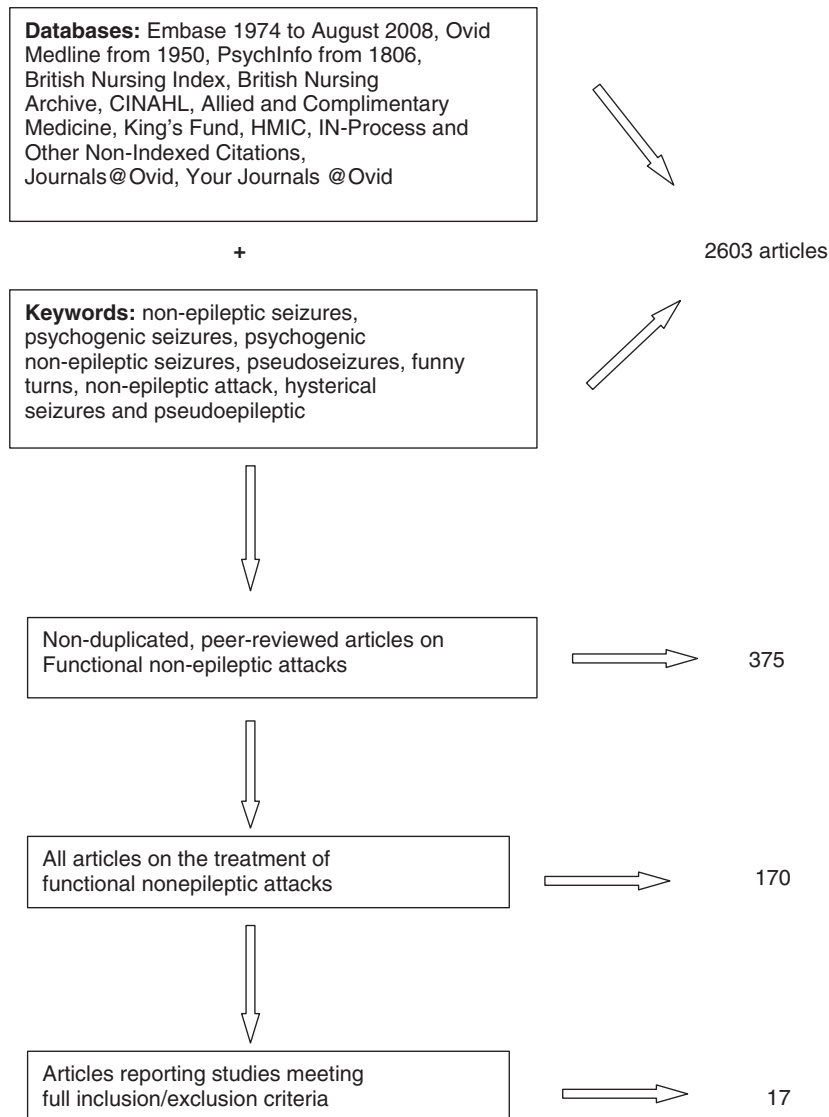 Databases: Embase 1974 to August 2008, Ovid
Medline from 1950, PsychInfo from 1806,
British Nursing Index, British Nursing
Archive, CINAHL, Allied and Complimentary
Medicine, King's Fund, HMIC, IN-Process and
Other Non-Indexed Citations,
Journals@Ovid, Your Journals @Ovid
+
2603 articles
Keywords: non-epileptic seizures,
psychogenic seizures, psychogenic
non-epileptic seizures, pseudoseizures, funny
turns, non-epileptic attack, hysterical
seizures and pseudoepileptic
Non-duplicated, peer-reviewed articles on
Functional non-epileptic attacks
375
All articles on the treatment of
functional nonepileptic attacks
170
Articles reporting studies meeting
full inclusion/exclusion criteria
17